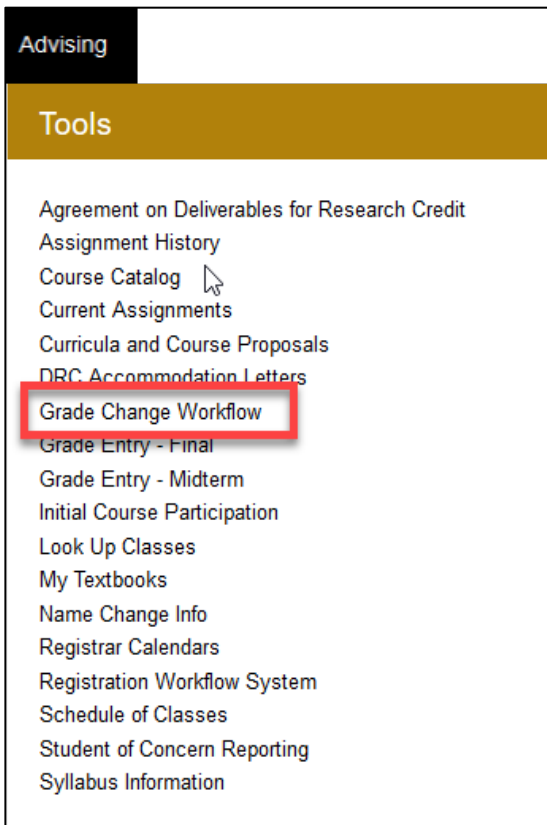 Advising
Tools
Agreement on Deliverables for Research Credit
Assignment History
Course Catalog
Current Assignments
Curricula and Course Proposals
DRC Accommodation Letters
Grade Change Workflow
Grade Entry - Final
Grade Entry - Midterm
Initial Course Participation
Look Up Classes
My Textbooks
Name Change Info
Registrar Calendars
Registration Workflow System
Schedule of Classes
Student of Concern Reporting
Syllabus Information